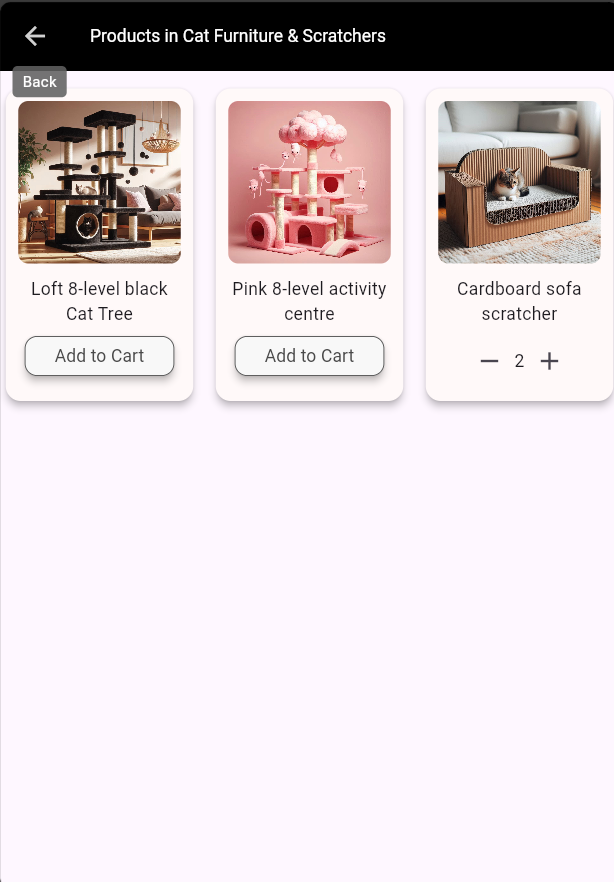 Products in Cat Furniture & Scratchers
Back
Loft 8-level black
Cat Tree
Add to Cart
Pink 8-level activity
centre
Add to Cart
Cardboard sofa
scratcher
2